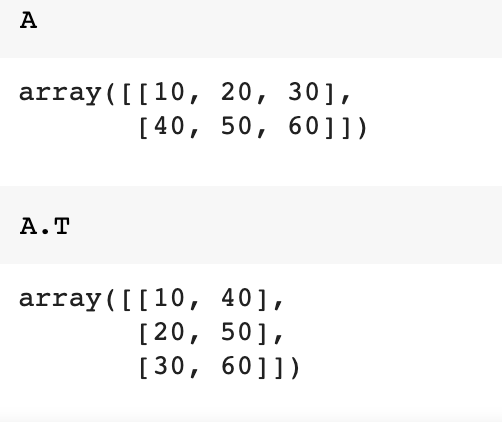 A
array([[10, 20, 30],
       [40, 50, 60]])
A.T
array([[10, 40],
       [20, 50],
       [30, 60]])